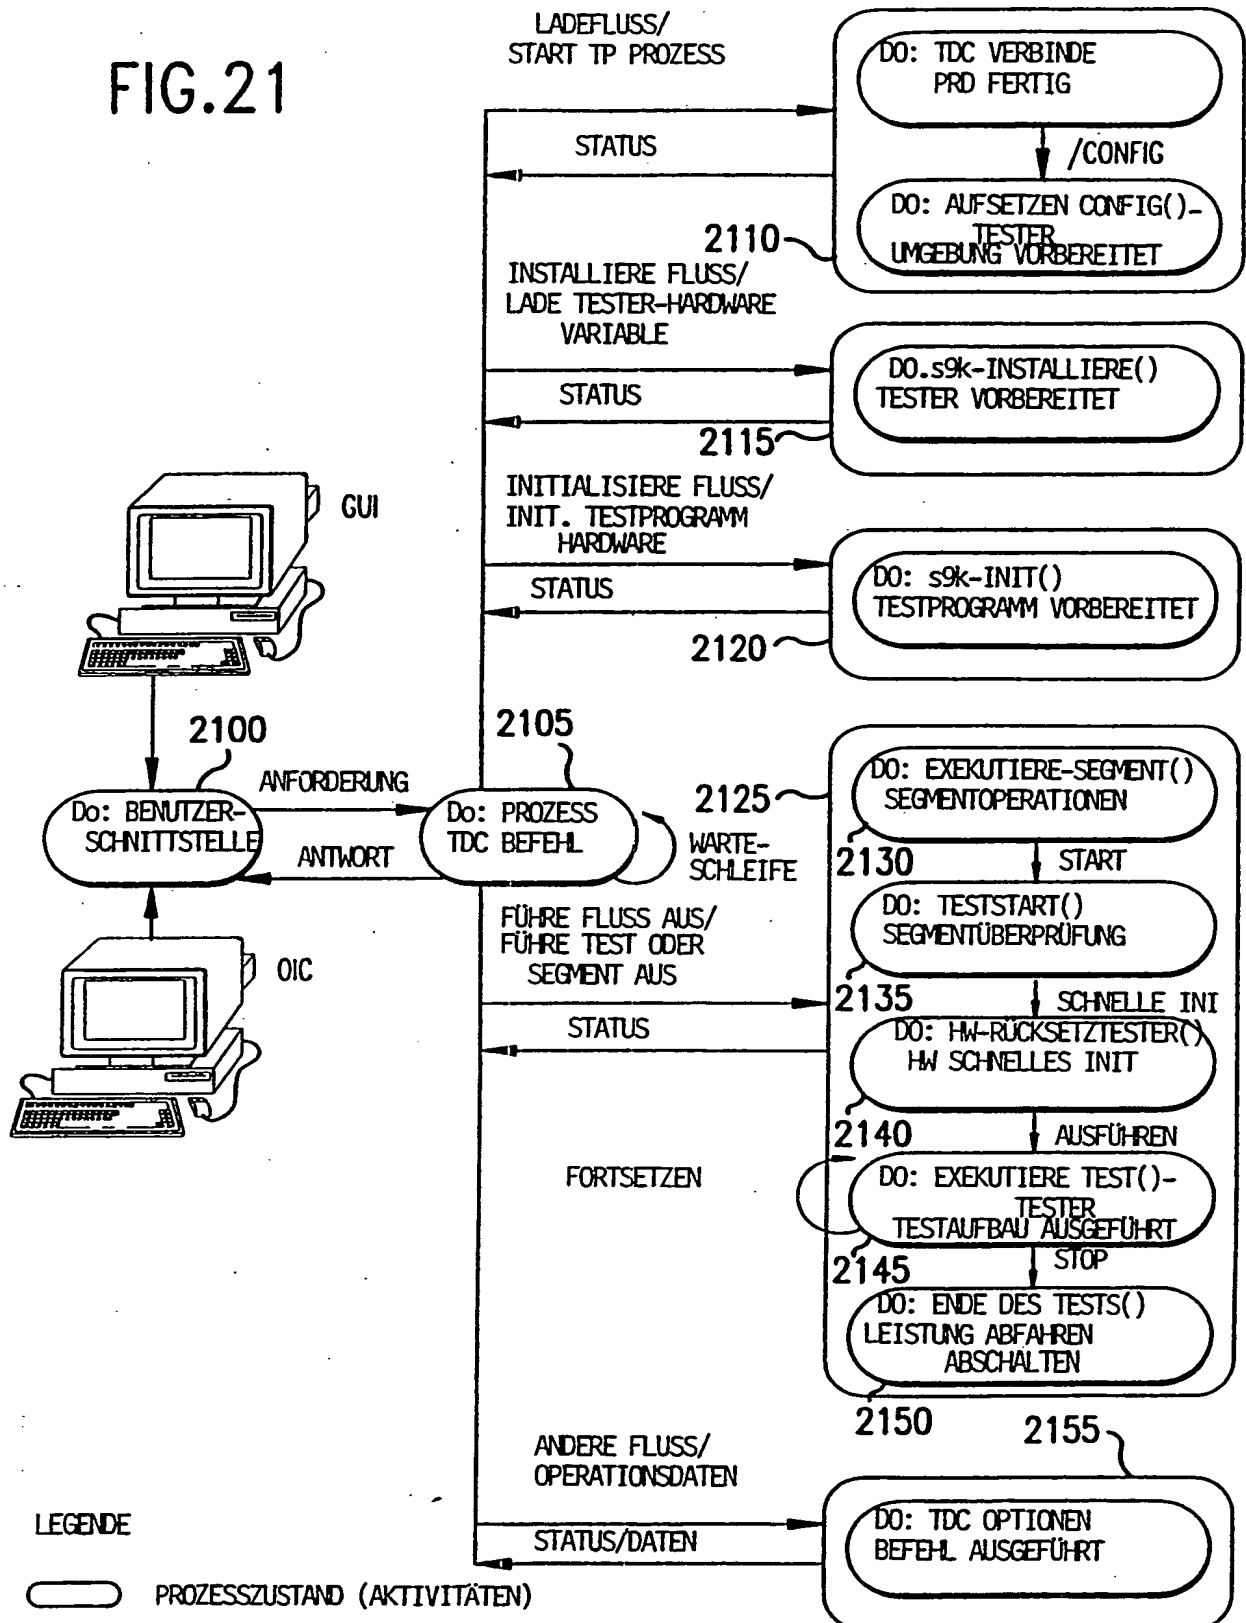 FIG.21
LADEFLUSS/
START TP PROZESS
STATUS
DO: TDC VERBINDE
PRD FERTIG
/CONFIG
DO: AUFSETZEN CONFIG()-
TESTER
UMGEBUNG VORBEREITET
2110
INSTALLIERE FLUSS/
LADE TESTER-HARDWARE
VARIABLE
STATUS
DO.s9k-INSTALLIERE()
TESTER VORBEREITET
2115
INITIALISIERE FLUSS/
INIT. TESTPROGRAMM
HARDWARE
STATUS
DO: s9k-INIT()
TESTPROGRAMM VORBEREITET
2120
GUI
2100
Do: BENUTZER-
SCHNITTSTELLE
ANFORDERUNG
ANTWORT
2105
Do: PROZESS
TDC BEFEHL
WARTE-
SCHLEIFE
OIC
FÜHRE FLUSS AUS/
FÜHRE TEST ODER
SEGMENT AUS
STATUS
FORTSETZEN
2125
DO: EXEKUTIERE-SEGMENT()
SEGMENTOPERATIONEN
2130
START
DO: TESTSTART()
SEGMENTÜBERPRÜFUNG
2135
SCHNELLE INI
DO: HW-RÜCKSETZTESTER()
HW SCHNELLES INIT
2140
AUSFÜHREN
DO: EXEKUTIERE TEST()-
TESTER
TESTAUFBAU AUSGEFÜHRT
2145
STOP
DO: ENDE DES TESTS()
LEISTUNG ABFAHREN
ABSCHALTEN
2150
2155
ANDERE FLUSS/
OPERATIONSDATEN
STATUS/DATEN
DO: TDC OPTIONEN
BEFEHL AUSGEFÜHRT
LEGENDE
PROZESSZUSTAND (AKTIVITÄTEN)